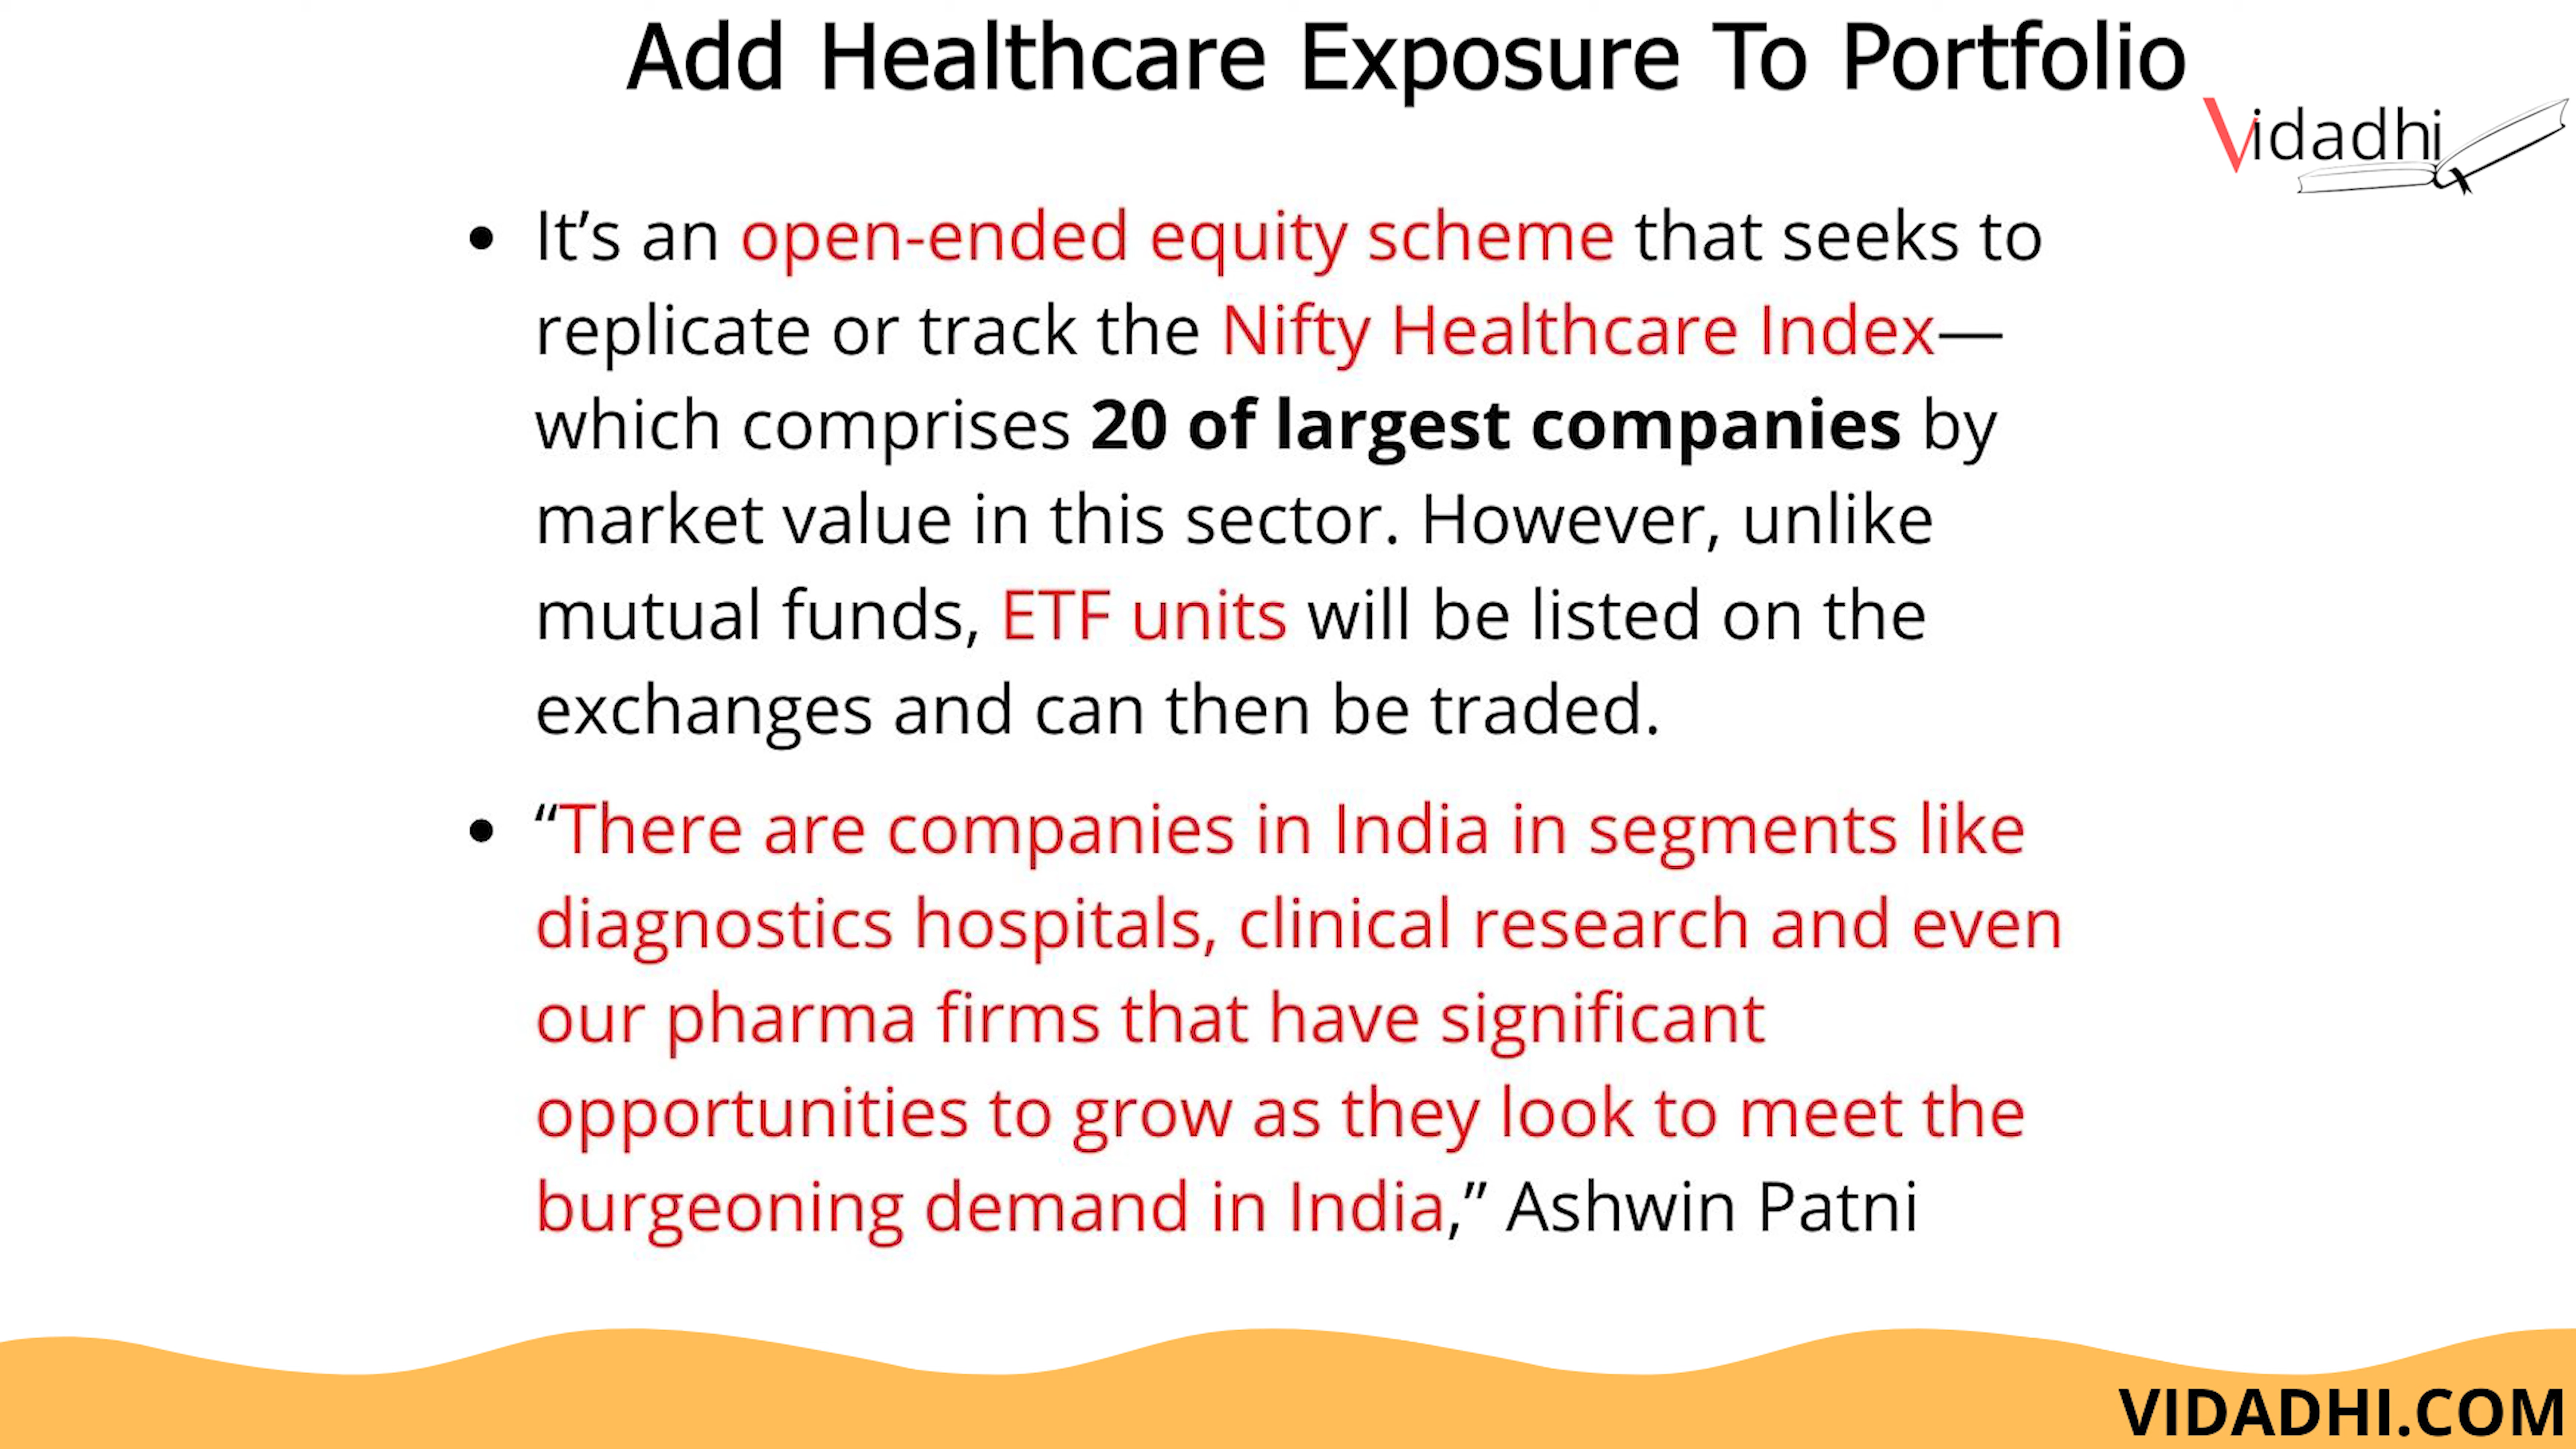 Add Healthcare Exposure To Portfolio
Vidadhi
• It’s an open-ended equity scheme that seeks to
replicate or track the Nifty Healthcare Index—
which comprises 20 of largest companies by
market value in this sector. However, unlike
mutual funds, ETF units will be listed on the
exchanges and can then be traded.
• “There are companies in India in segments like
diagnostics hospitals, clinical research and even
our pharma firms that have significant
opportunities to grow as they look to meet the
burgeoning demand in India,” Ashwin Patni
VIDADHI.COM